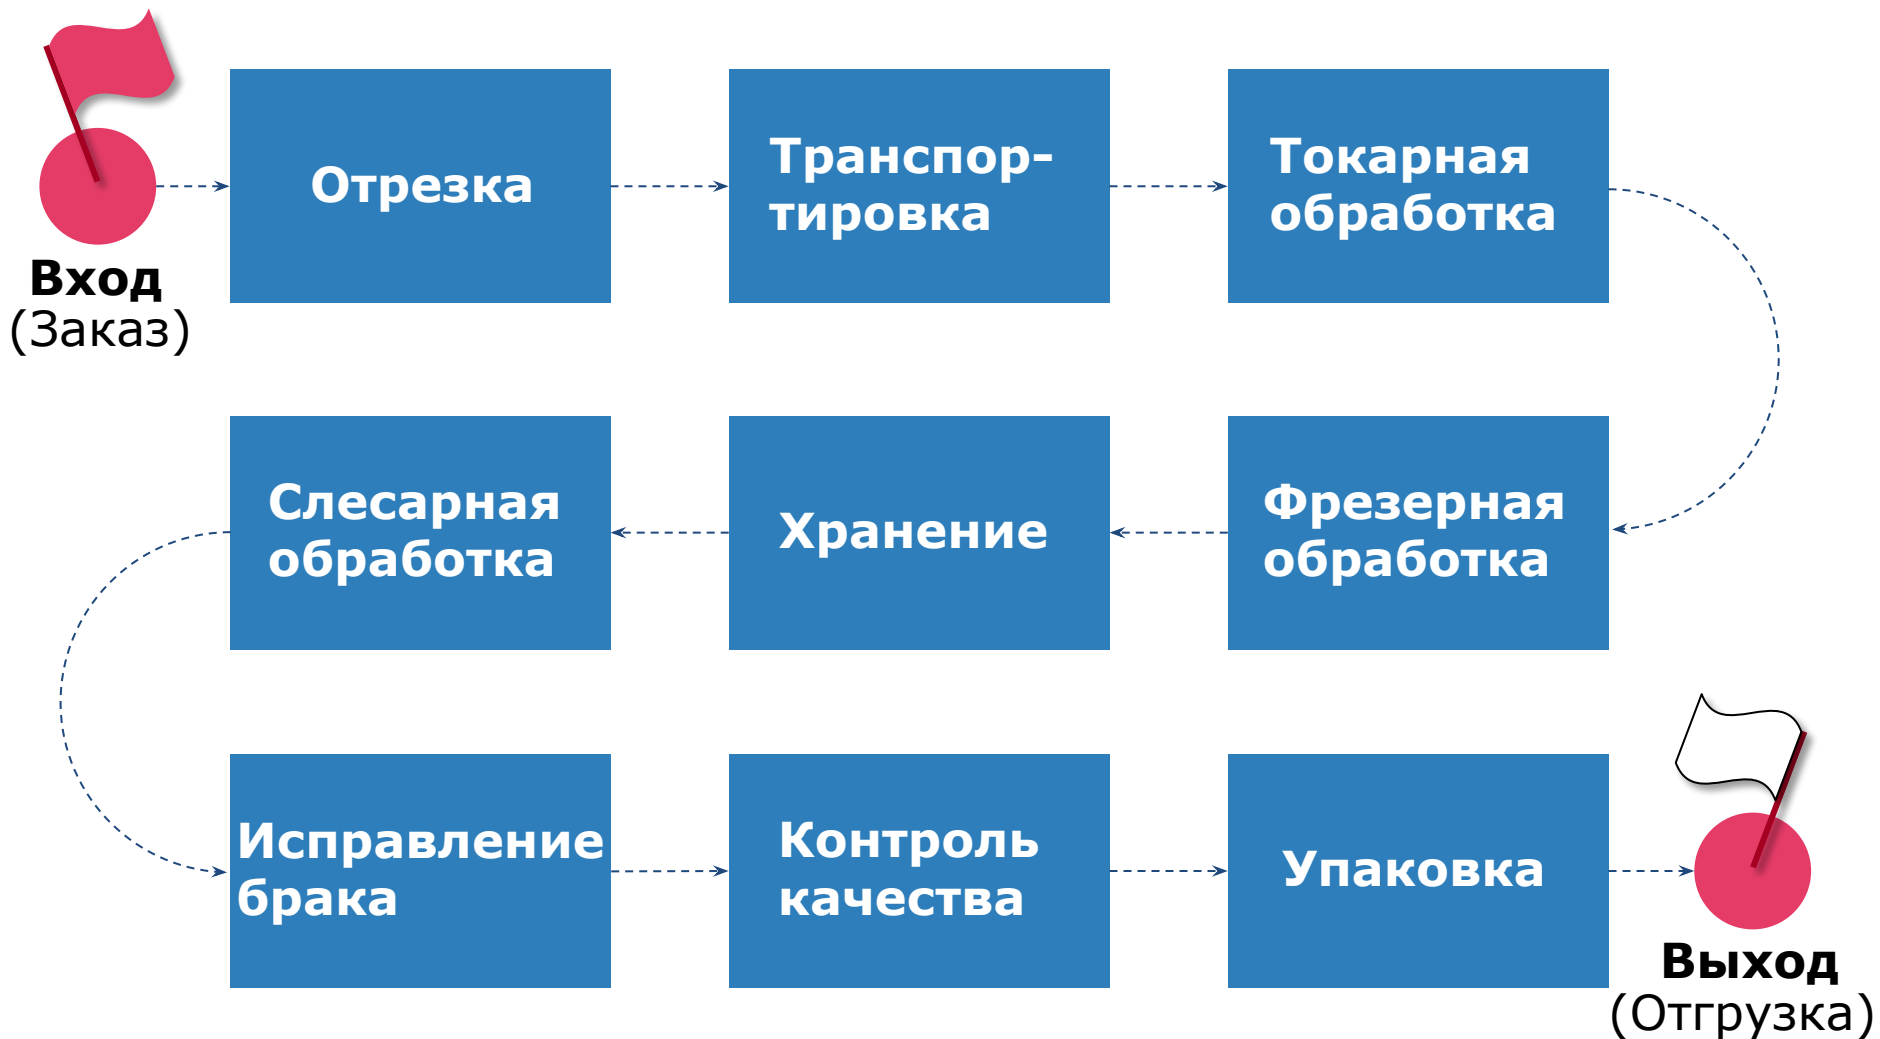 Вход
(Заказ)
Отрезка
Транспор-
тировка
Токарная
обработка
Фрезерная
обработка
Хранение
Слесарная
обработка
Исправление
брака
Контроль
качества
Упаковка
Выход
(Отгрузка)